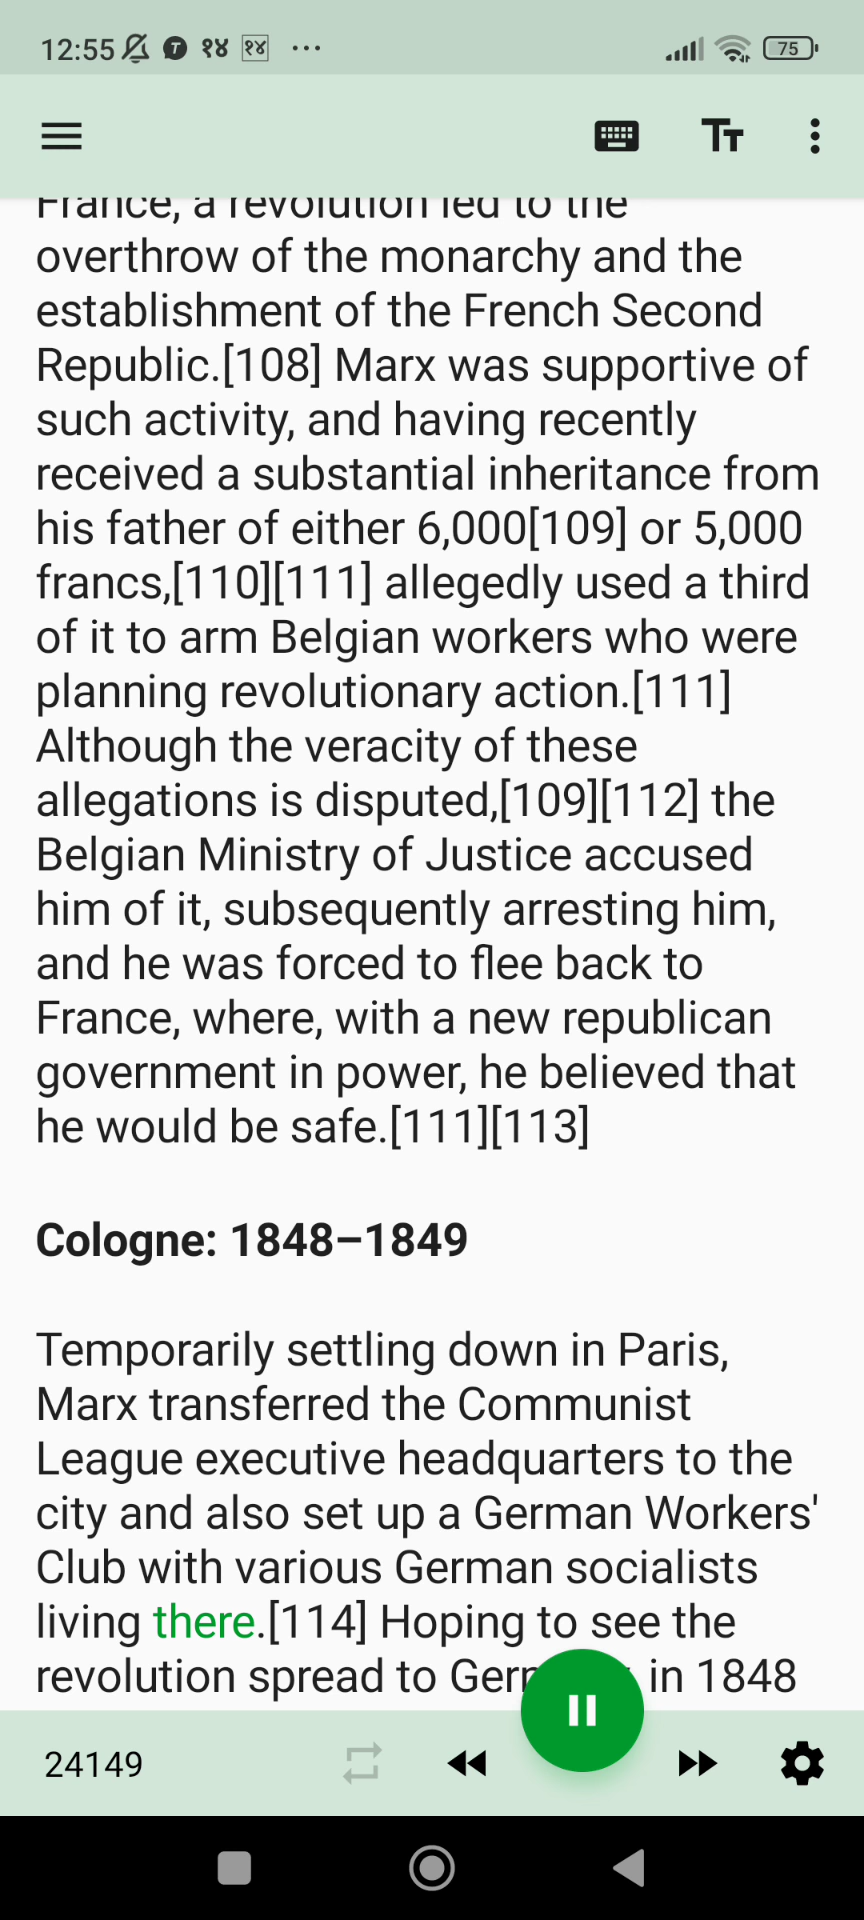 12:55 T १४ १४ ... 75
France, a revolution led to the
overthrow of the monarchy and the
establishment of the French Second
Republic.[108] Marx was supportive of
such activity, and having recently
received a substantial inheritance from
his father of either 6,000[109] or 5,000
francs,[110][111] allegedly used a third
of it to arm Belgian workers who were
planning revolutionary action.[111]
Although the veracity of these
allegations is disputed,[109][112] the
Belgian Ministry of Justice accused
him of it, subsequently arresting him,
and he was forced to flee back to
France, where, with a new republican
government in power, he believed that
he would be safe.[111][113]
Cologne: 1848–1849
Temporarily settling down in Paris,
Marx transferred the Communist
League executive headquarters to the
city and also set up a German Workers'
Club with various German socialists
living there.[114] Hoping to see the
revolution spread to in 1848
24149